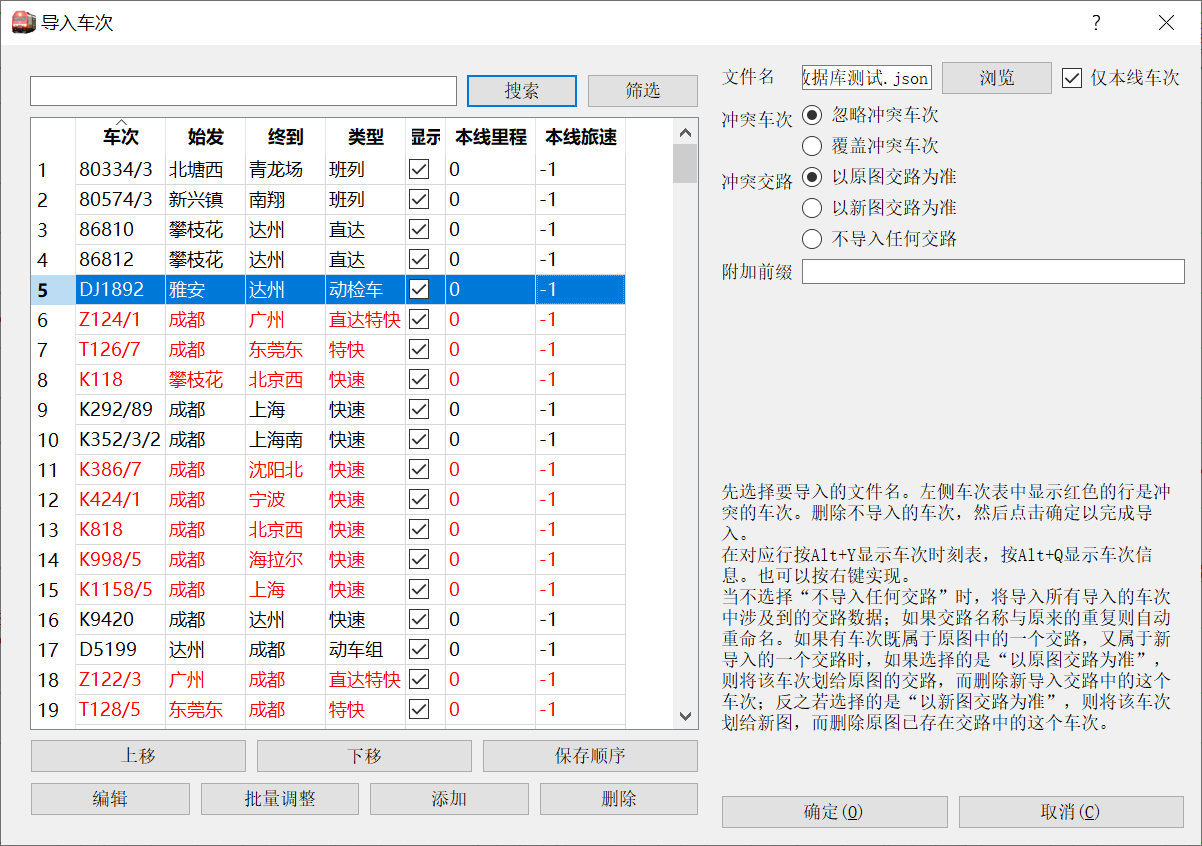 导入车次
?
搜索 筛选
车次 始发 终到 类型 显示 本线里程 本线旅速
1 80334/3 北塘西 青龙场 班列 0 -1
2 80574/3 新兴镇 南翔 班列 0 -1
3 86810 攀枝花 达州 直达 0 -1
4 86812 攀枝花 达州 直达 0 -1
5 DJ1892 雅安 达州 动检车 0 -1
6 Z124/1 成都 广州 直达特快 0 -1
7 T126/7 成都 东莞东 特快 0 -1
8 K118 攀枝花 北京西 快速 0 -1
9 K292/89 成都 上海 快速 0 -1
10 K352/3/2 成都 上海南 快速 0 -1
11 K386/7 成都 沈阳北 快速 0 -1
12 K424/1 成都 宁波 快速 0 -1
13 K818 成都 北京西 快速 0 -1
14 K998/5 成都 海拉尔 快速 0 -1
15 K1158/5 成都 上海 快速 0 -1
16 K9420 成都 达州 快速 0 -1
17 D5199 达州 成都 动车组 0 -1
18 Z122/3 广州 成都 直达特快 0 -1
19 T128/5 东莞东 成都 特快 0 -1
上移 下移 保存顺序
编辑 批量调整 添加 删除
文件名 数据库测试.json 浏览 仅本线车次
冲突车次 忽略冲突车次
覆盖冲突车次
冲突交路 以原图交路为准
以新图交路为准
不导入任何交路
附加前缀
先选择要导入的文件名。左侧车次表中显示红色的行是冲
突的车次。删除不导入的车次，然后点击确定以完成导
入。
在对应行按Alt+Y显示车次时刻表，按Alt+Q显示车次信
息。也可以按右键实现。
当不选择“不导入任何交路”时，将导入所有导入的车次
中涉及到的交路数据；如果交路名称与原来的重复则自动
重命名。如果有车次既属于原图中的一个交路，又属于新
导入的一个交路时，如果选择的是“以原图交路为准”，
则将该车次划给原图的交路，而删除新导入交路中的这个
车次；反之若选择的是“以新图交路为准”，则将该车次
划给新图，而删除原图已存在交路中的这个车次。
确定(O) 取消(C)